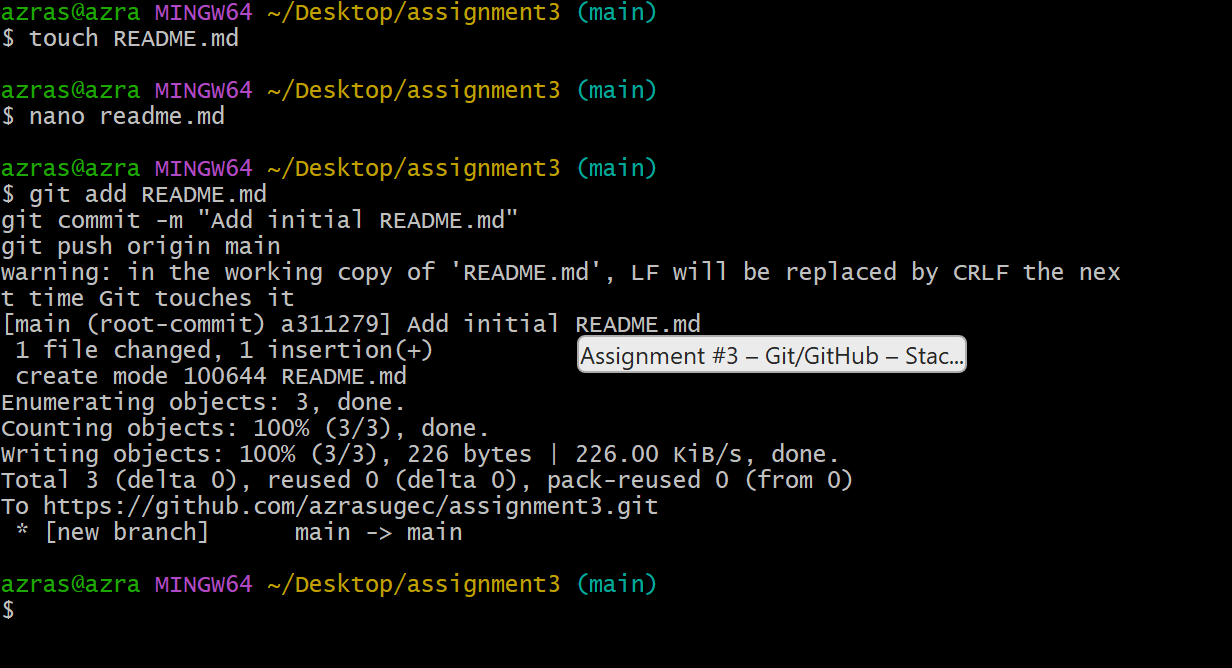 azras@azra MINGW64 ~/Desktop/assignment3 (main)
$ touch README.md
azras@azra MINGW64 ~/Desktop/assignment3 (main)
$ nano readme.md
azras@azra MINGW64 ~/Desktop/assignment3 (main)
$ git add README.md
git commit -m "Add initial README.md"
git push origin main
warning: in the working copy of 'README.md', LF will be replaced by CRLF the nex
t time Git touches it
[main (root-commit) a311279] Add initial README.md
 1 file changed, 1 insertion(+)
Assignment #3 – Git/GitHub – Stac...
 create mode 100644 README.md
Enumerating objects: 3, done.
Counting objects: 100% (3/3), done.
Writing objects: 100% (3/3), 226 bytes | 226.00 KiB/s, done.
Total 3 (delta 0), reused 0 (delta 0), pack-reused 0 (from 0)
To https://github.com/azrasugec/assignment3.git
 * [new branch]      main -> main
azras@azra MINGW64 ~/Desktop/assignment3 (main)
$